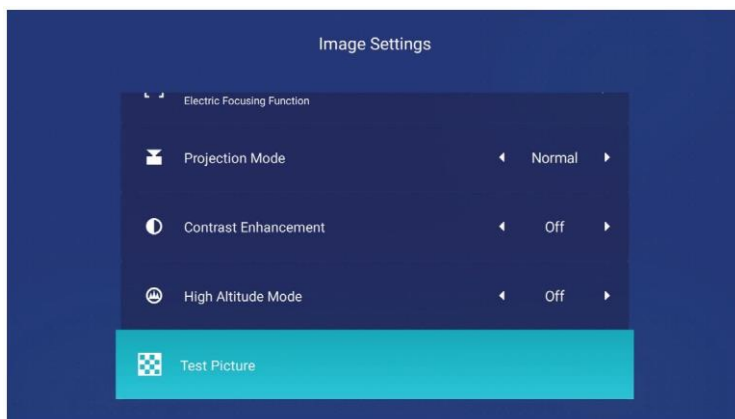 Image Settings
Electric Focusing Function
Projection Mode Normal
Contrast Enhancement Off
High Altitude Mode Off
Test Picture